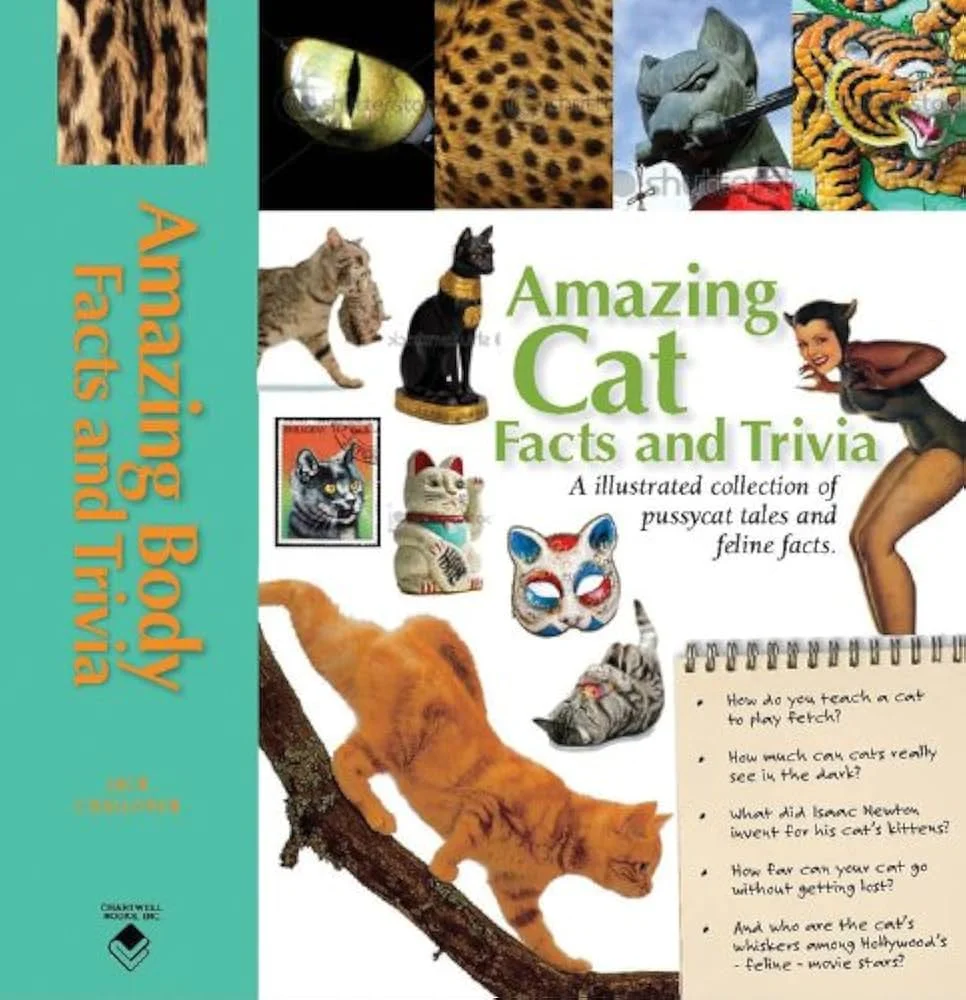 Amazing Body
Facts and Trivia
CHARTWELL
BOOKS, INC.
shutterstock
Amazing
Cat
Facts and Trivia
A illustrated collection of
pussycat tales and
feline facts.
• How do you teach a cat
to play fetch?
• How much can cats really
see in the dark?
• What did Isaac Newton
invent for his cat's kittens?
• How far can your cat go
without getting lost?
• And who are the cat's
whiskers among Hollywood's
- feline - movie stars?